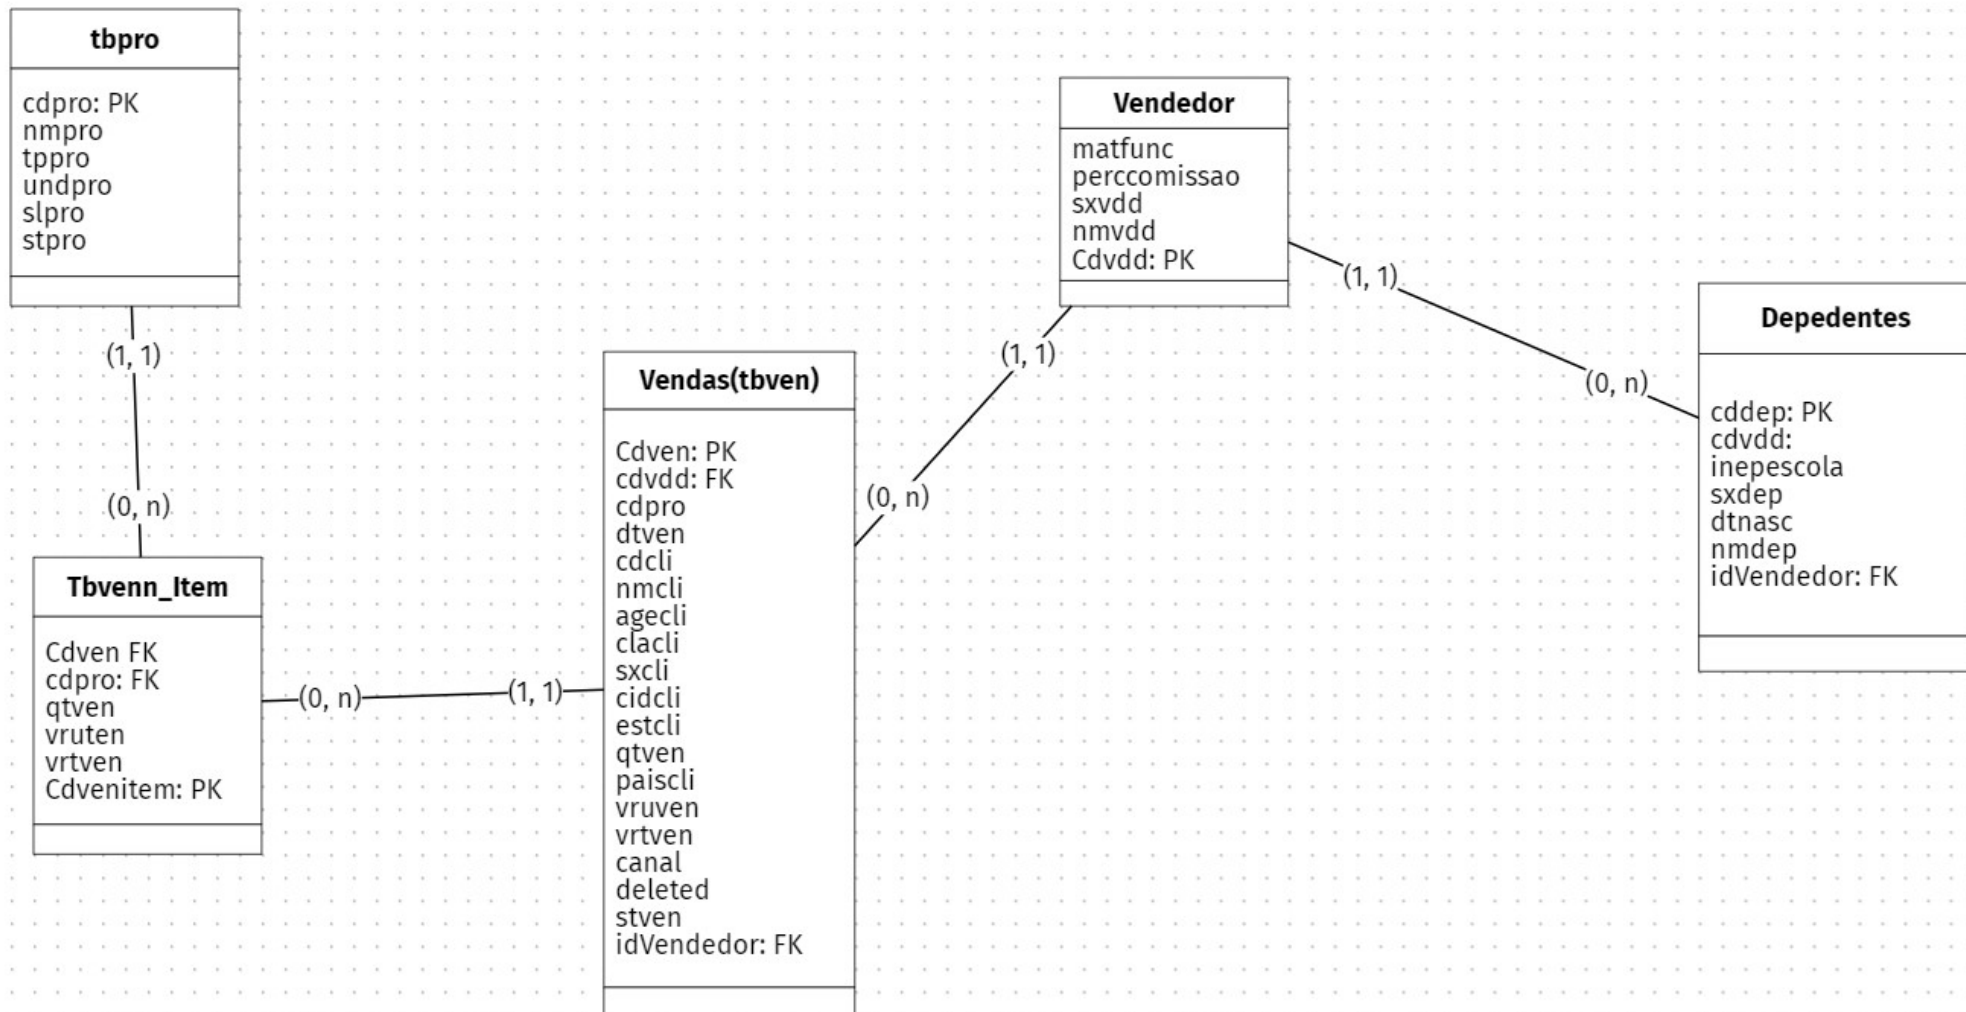 tbpro
cdpro: PK
nmpro
tppro
undpro
slpro
stpro
(1, 1)
(0, n)
Tbvenn_Item
Cdven FK
cdpro: FK
qtven
vruten
vrtven
Cdvenitem: PK
(0, n)
(1, 1)
Vendas(tbven)
Cdven: PK
cdvdd: FK
cdpro
dtven
cdcli
nmcli
agecli
clacli
sxcli
cidcli
estcli
qtven
paiscli
vruven
vrtven
canal
deleted
stven
idVendedor: FK
(0, n)
(1, 1)
Vendedor
matfunc
perccomissao
sxvdd
nmvdd
Cdvdd: PK
(1, 1)
(0, n)
Depedentes
cddep: PK
cdvdd:
inepescola
sxdep
dtnasc
nmdep
idVendedor: FK